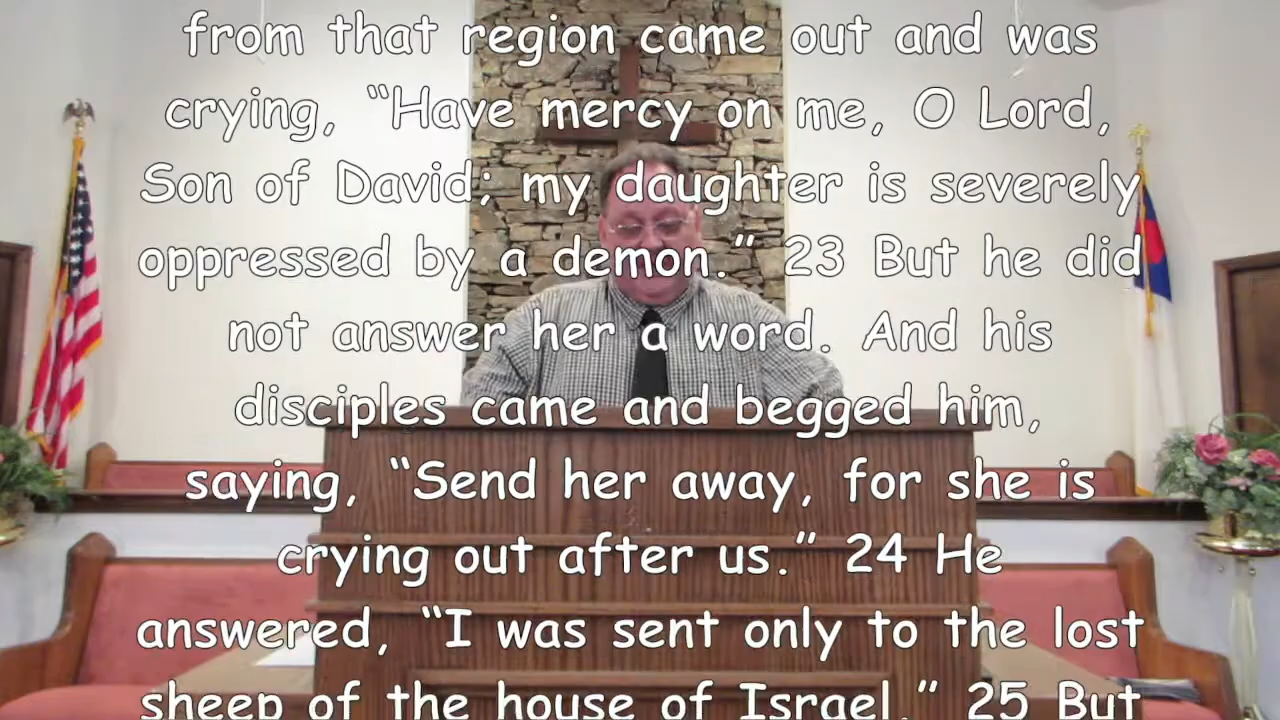 from that region came out and was
crying, “Have mercy on me, O Lord,
Son of David; my daughter is severely
oppressed by a demon.” 23 But he did
not answer her a word. And his
disciples came and begged him,
saying, “Send her away, for she is
crying out after us.” 24 He
answered, “I was sent only to the lost
sheep of the house of Israel.” 25 But